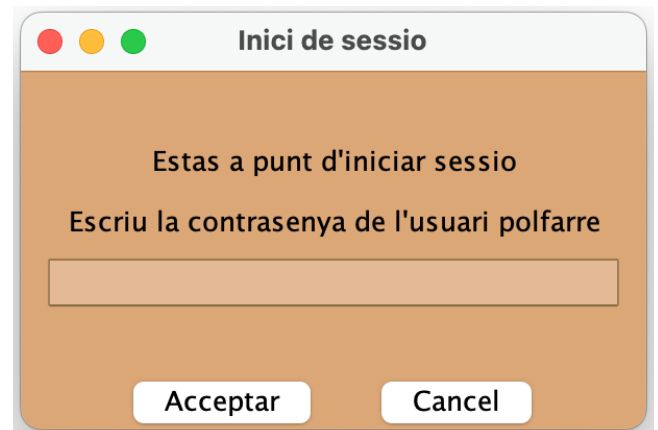 Inici de sessio
Estas a punt d'iniciar sessio
Escriu la contrasenya de l'usuari polfarre
Acceptar Cancel